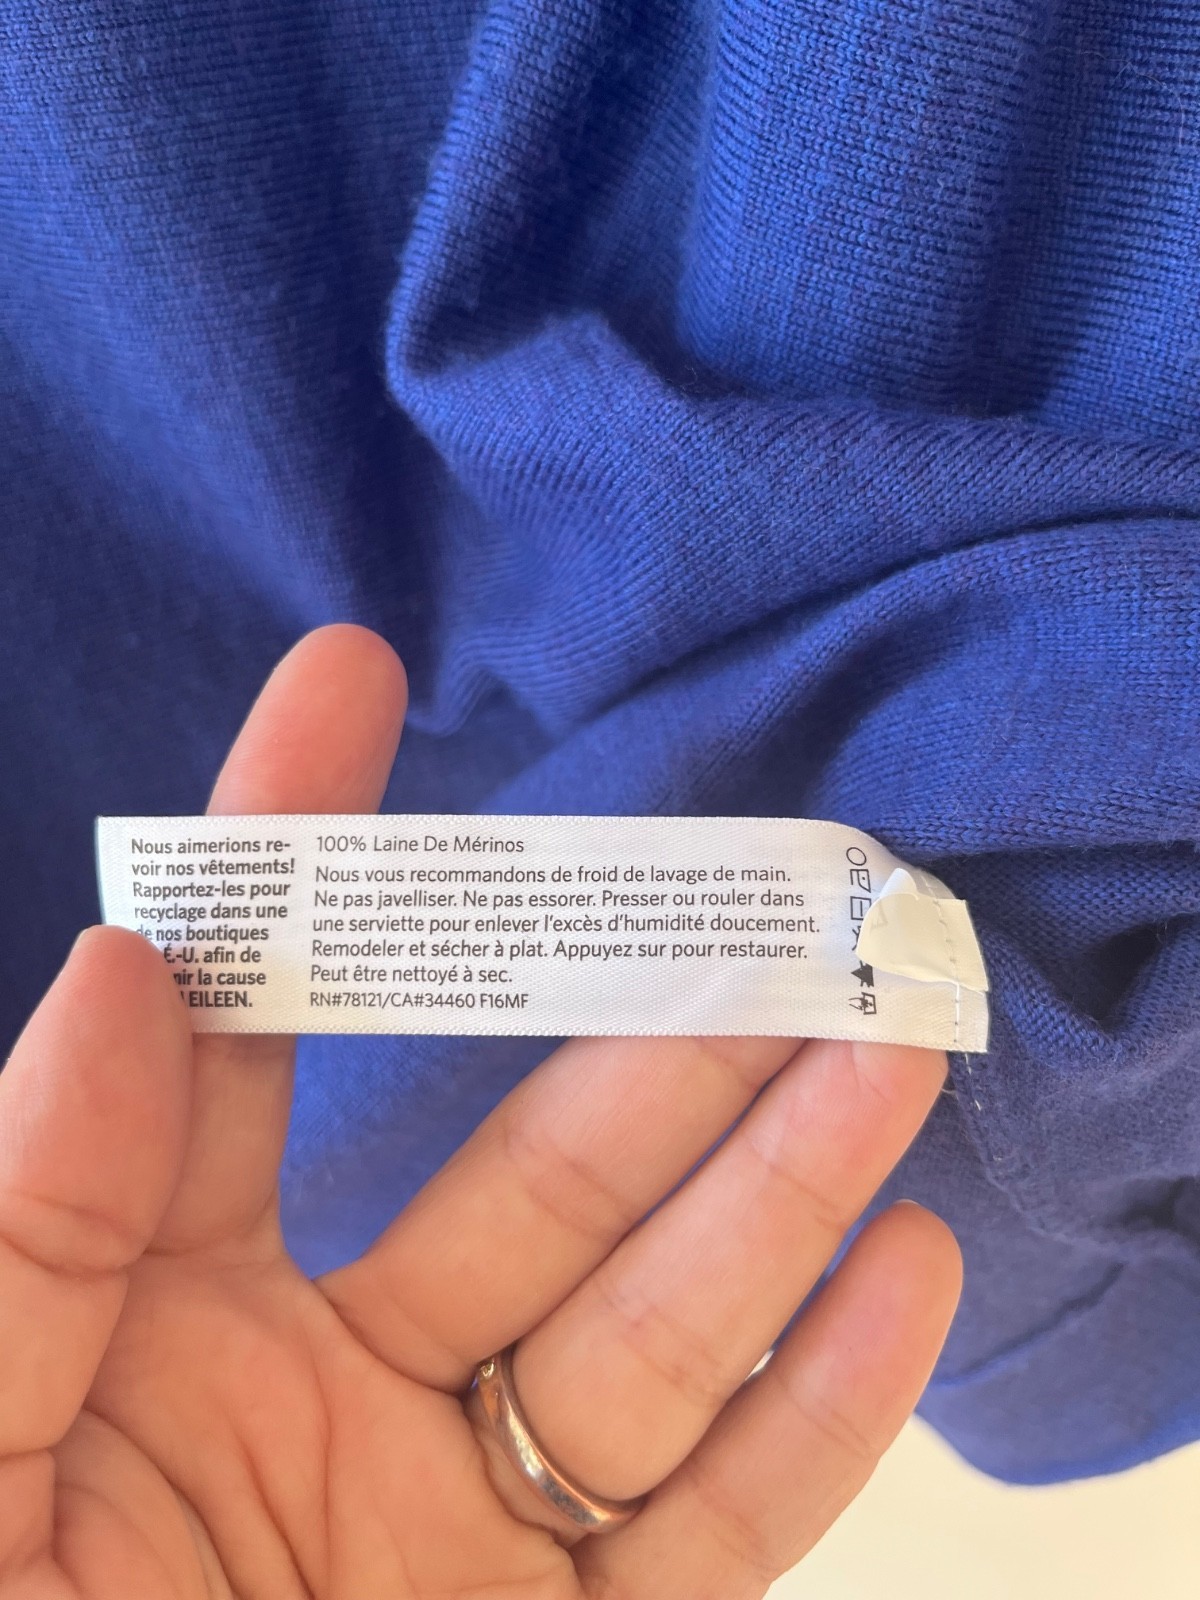 Nous aimerions re-
voir nos vêtements!
Rapportez-les pour
recyclage dans une
de nos boutiques
É.-U. afin de
la cause
EILEEN.
100% Laine De Mérinos
Nous vous recommandons de froid de lavage de main.
Ne pas javelliser. Ne pas essorer. Presser ou rouler dans
une serviette pour enlever l'excès d'humidité doucement.
Remodeler et sécher à plat. Appuyez sur pour restaurer.
Peut être nettoyé à sec.
RN#78121/CA#34460 F16MF